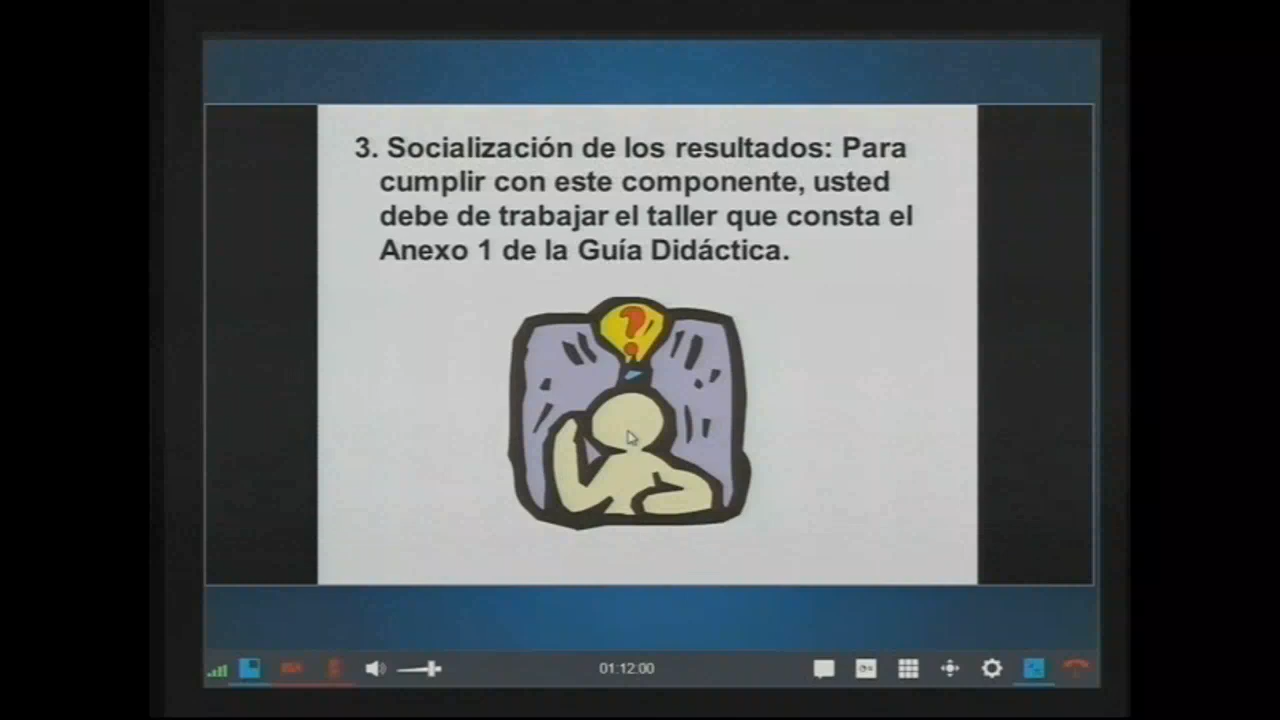 3. Socialización de los resultados: Para
cumplir con este componente, usted
debe de trabajar el taller que consta el
Anexo 1 de la Guía Didáctica.
?
01:12:00